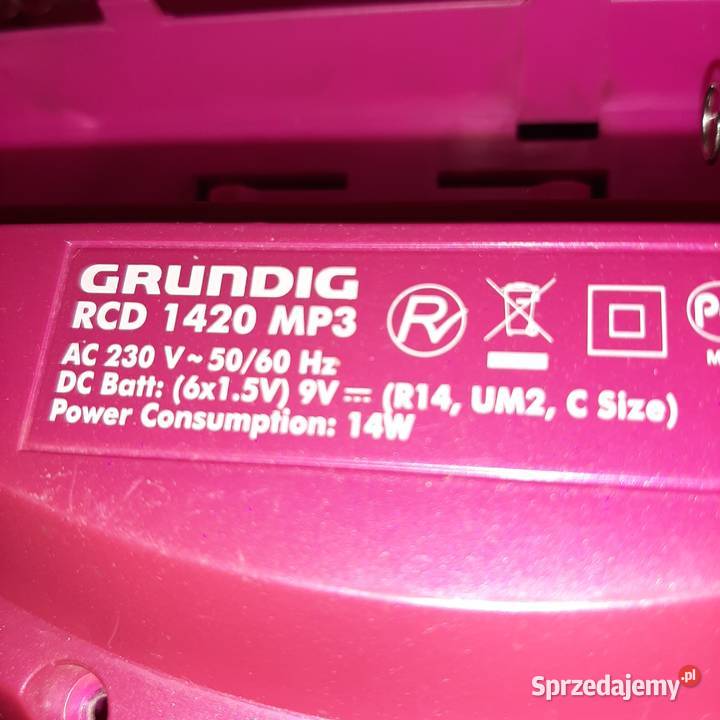 GRUNDIG
RCD 1420 MP3
AC 230 V~ 50/60 Hz
DC Batt: (6x1.5V) 9V⎓ (R14, UM2, C Size)
Power Consumption: 14W
Sprzedajemy.pl